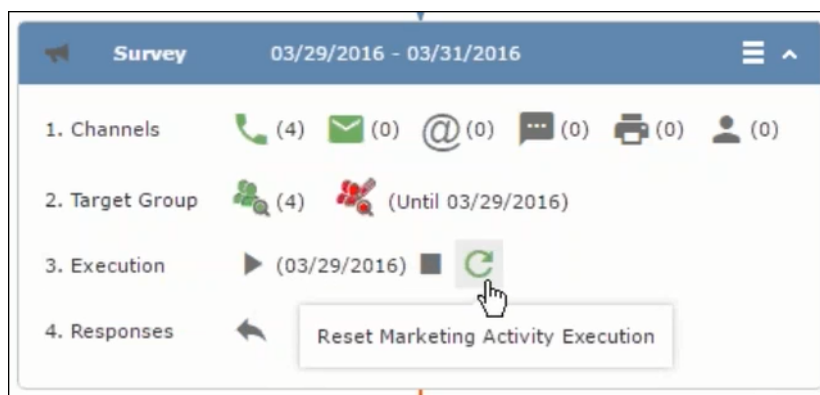 Survey 03/29/2016 - 03/31/2016
1. Channels (4) (0) @ (0) (0) (0) (0)
2. Target Group (4) (Until 03/29/2016)
3. Execution (03/29/2016)
4. Responses Reset Marketing Activity Execution